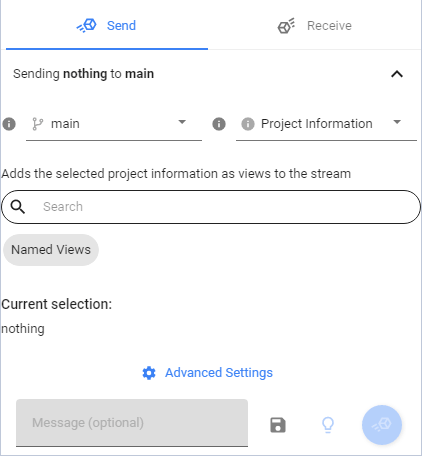 Send
Receive
Sending nothing to main
main
Project Information
Adds the selected project information as views to the stream
Search
Named Views
Current selection:
nothing
Advanced Settings
Message (optional)